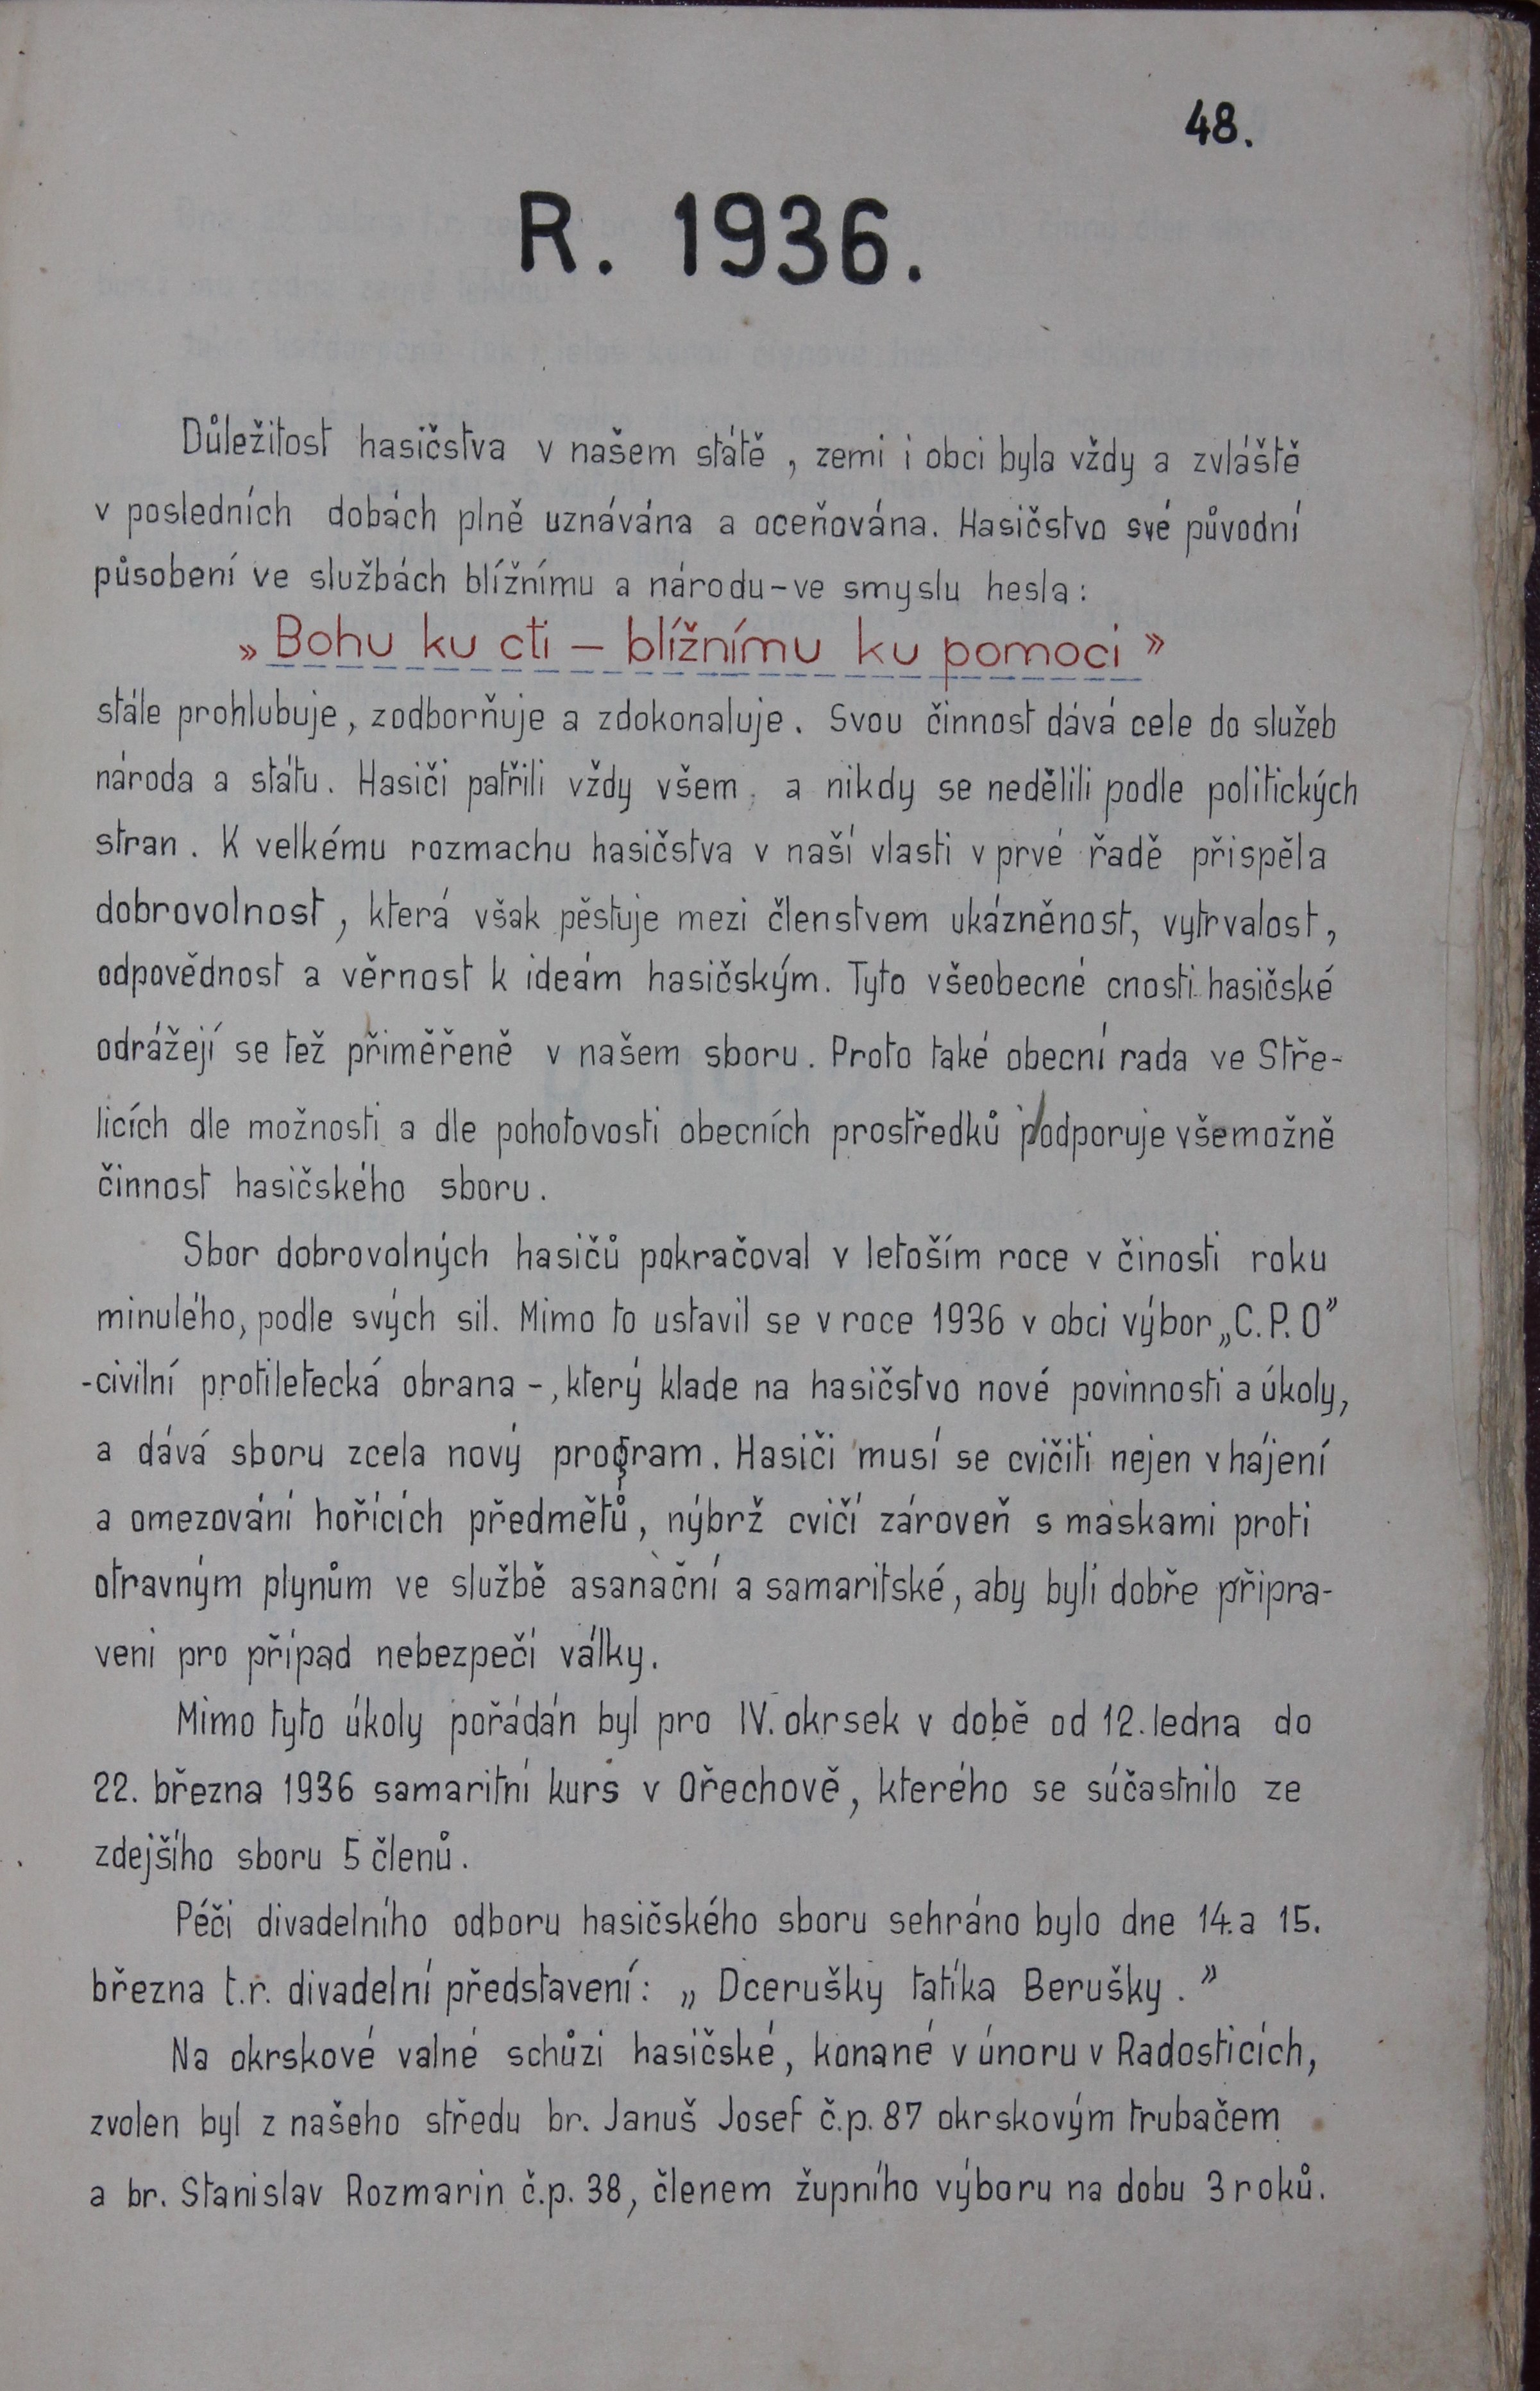 48.
R. 1936.
Důležitost hasičstva v našem státě, zemi i obci byla vždy a zvláště
v posledních dobách plně uznávána a oceňována. Hasičstvo své původní
působení ve službách blížnímu a národu-ve smyslu hesla:
„Bohu ku cti – blížnímu ku pomoci"
stále prohlubuje, zodborňuje a zdokonaluje. Svou činnost dává cele do služeb
národa a státu. Hasiči patřili vždy všem, a nikdy se nedělili podle politických
stran. K velkému rozmachu hasičstva v naší vlasti v prvé řadě přispěla
dobrovolnost, která však pěstuje mezi členstvem ukázněnost, vytrvalost,
odpovědnost a věrnost k ideám hasičským. Tyto všeobecné cnosti hasičské
odrážejí se též přiměřeně v našem sboru. Proto také obecní rada ve Stře-
licích dle možnosti a dle pohotovosti obecních prostředků podporuje všemožně
činnost hasičského sboru.
Sbor dobrovolných hasičů pokračoval v letoším roce v činosti roku
minulého, podle svých sil. Mimo to ustavil se v roce 1936 v obci výbor „C.P.O"
-civilní protiletecká obrana-, který klade na hasičstvo nové povinnosti a úkoly,
a dává sboru zcela nový program. Hasiči musí se cvičiti nejen v hájení
a omezování hořících předmětů, nýbrž cvičí zároveň s maskami proti
otravným plynům ve službě asanační a samaritské, aby byli dobře připra-
veni pro případ nebezpečí války.
Mimo tyto úkoly pořádán byl pro IV. okrsek v době od 12. ledna do
22. března 1936 samaritní kurs v Ořechově, kterého se súčastnilo ze
zdejšího sboru 5 členů.
Péči divadelního odboru hasičského sboru sehráno bylo dne 14. a 15.
března t.r. divadelní představení: „Dcerušky tatíka Berušky."
Na okrskové valné schůzi hasičské, konané v únoru v Radosticích,
zvolen byl z našeho středu br. Januš Josef č.p. 87 okrskovým trubačem
a br. Stanislav Rozmarin č.p. 38, členem župního výboru na dobu 3 roků.